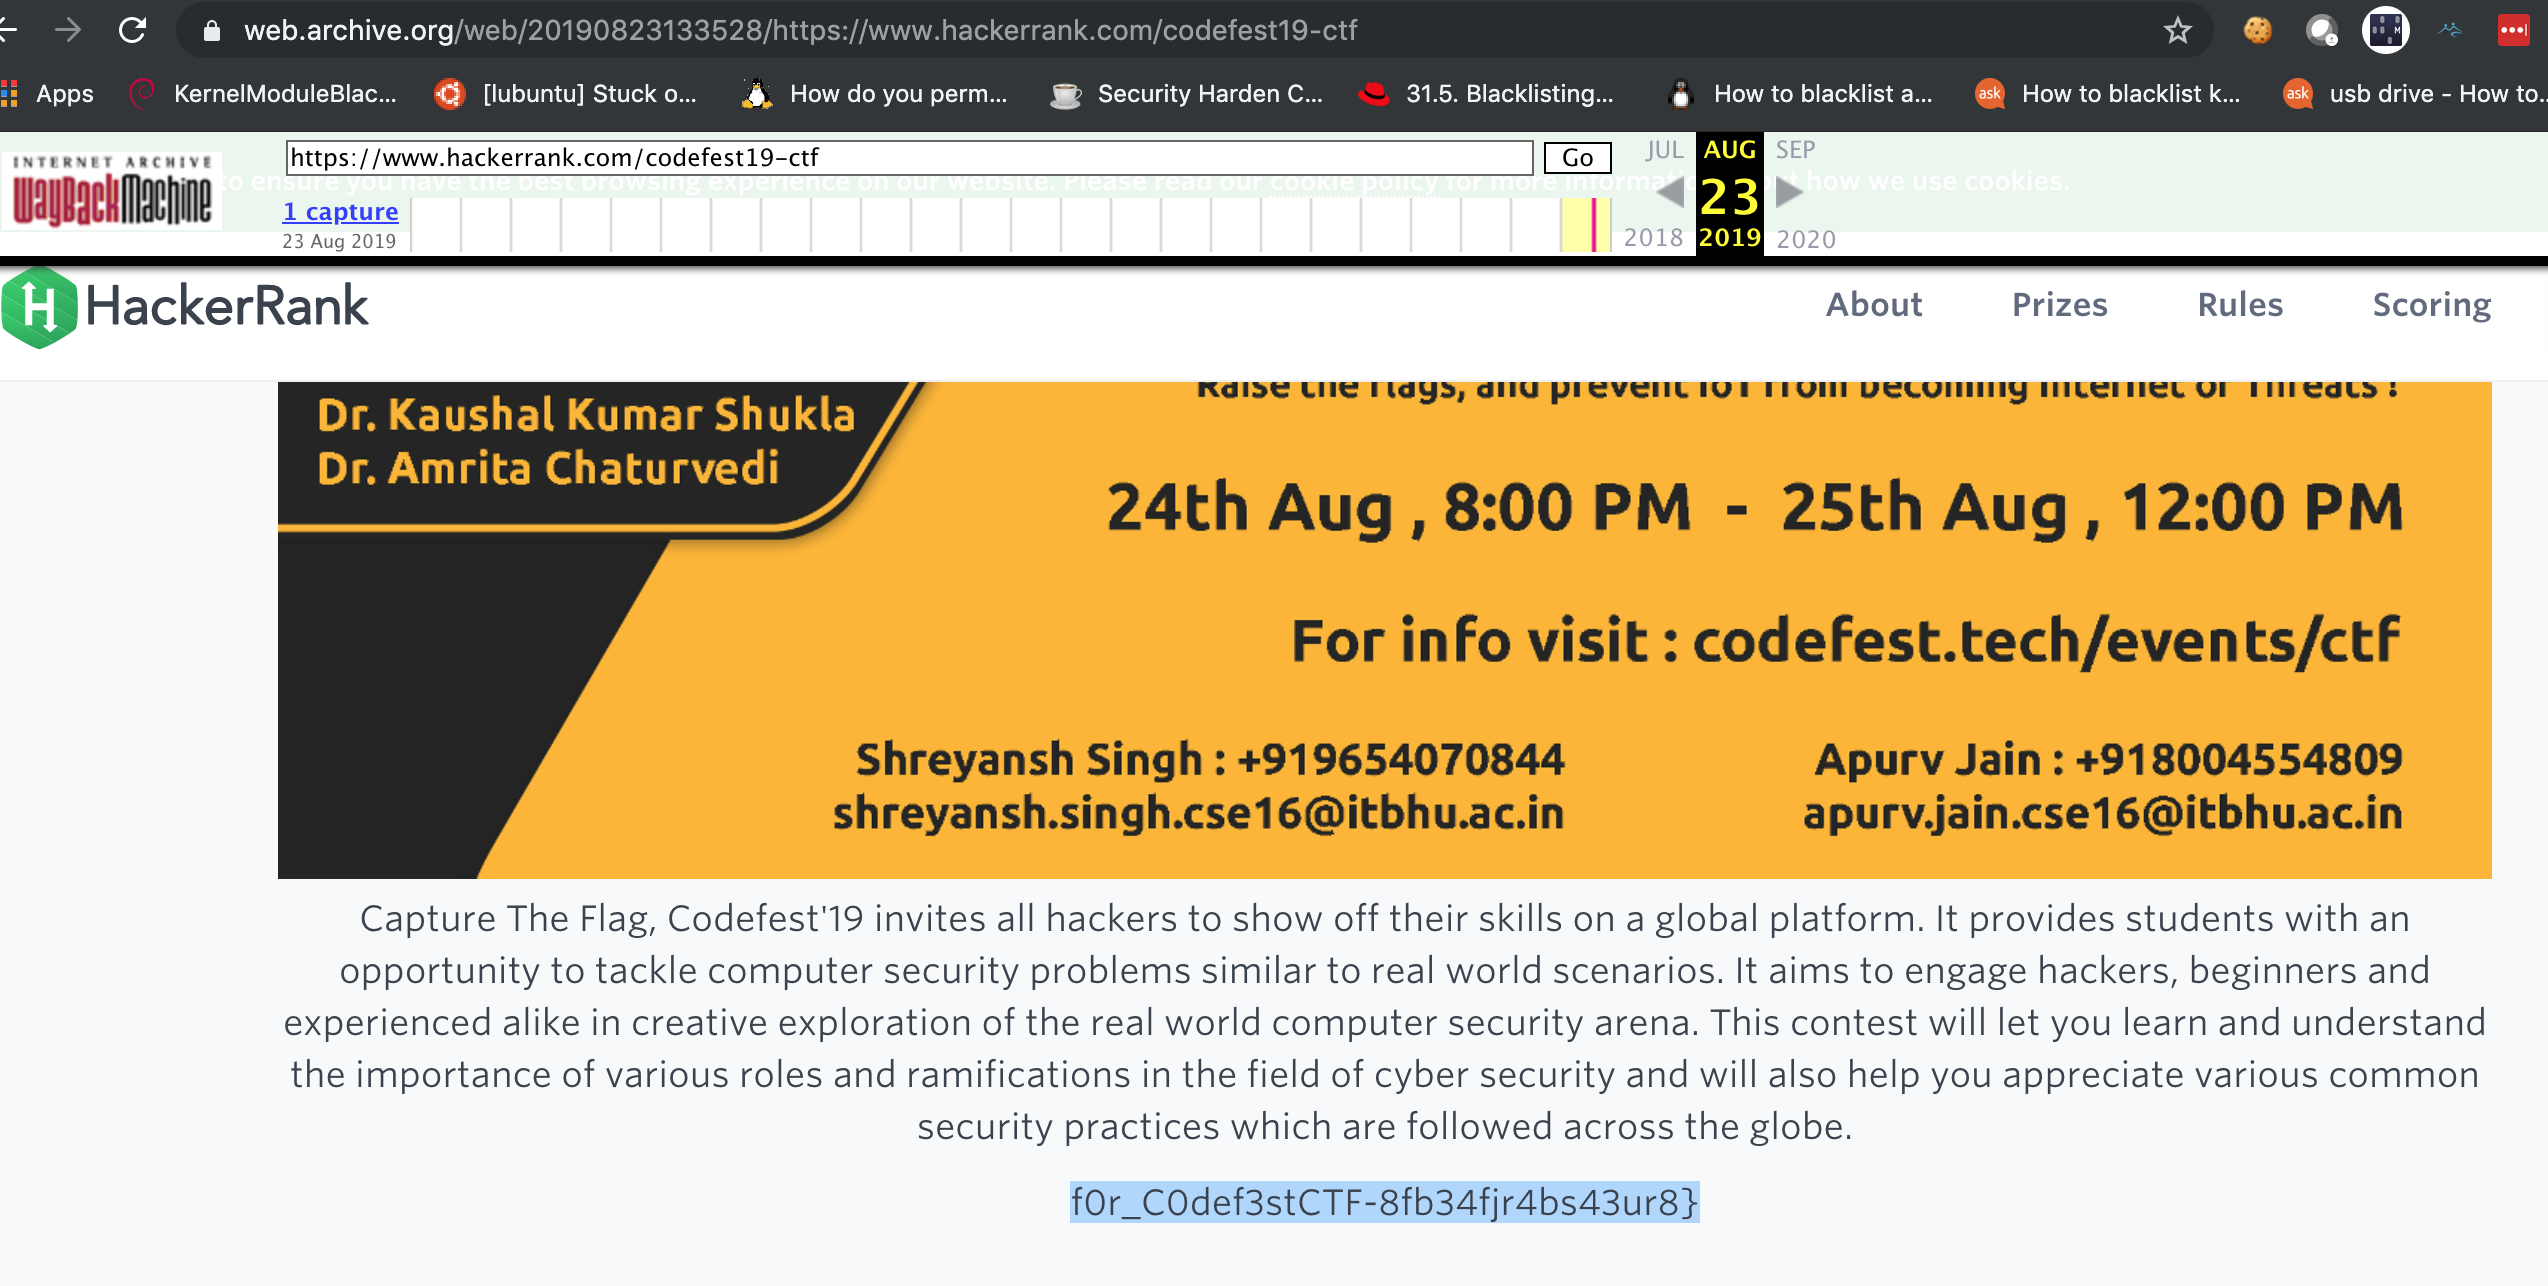 web.archive.org/web/20190823133528/https://www.hackerrank.com/codefest19-ctf
Apps KernelModuleBlac... [lubuntu] Stuck o... How do you perm... Security Harden C... 31.5. Blacklisting... How to blacklist a... ask How to blacklist k... ask usb drive - How to...
INTERNET ARCHIVE
WayBackMachine
https://www.hackerrank.com/codefest19-ctf Go JUL AUG SEP
to ensure you have the best browsing experience on our website. Please read our cookie policy for more how we use cookies.
1 capture 23
23 Aug 2019 2018 2019 2020
HackerRank About Prizes Rules Scoring
Raise the Flags, and prevent IoT from becoming Internet of Threats !
Dr. Kaushal Kumar Shukla
Dr. Amrita Chaturvedi
24th Aug , 8:00 PM - 25th Aug , 12:00 PM
For info visit : codefest.tech/events/ctf
Shreyansh Singh : +919654070844 Apurv Jain : +918004554809
shreyansh.singh.cse16@itbhu.ac.in apurv.jain.cse16@itbhu.ac.in
Capture The Flag, Codefest'19 invites all hackers to show off their skills on a global platform. It provides students with an
opportunity to tackle computer security problems similar to real world scenarios. It aims to engage hackers, beginners and
experienced alike in creative exploration of the real world computer security arena. This contest will let you learn and understand
the importance of various roles and ramifications in the field of cyber security and will also help you appreciate various common
security practices which are followed across the globe.
f0r_C0def3stCTF-8fb34fjr4bs43ur8}